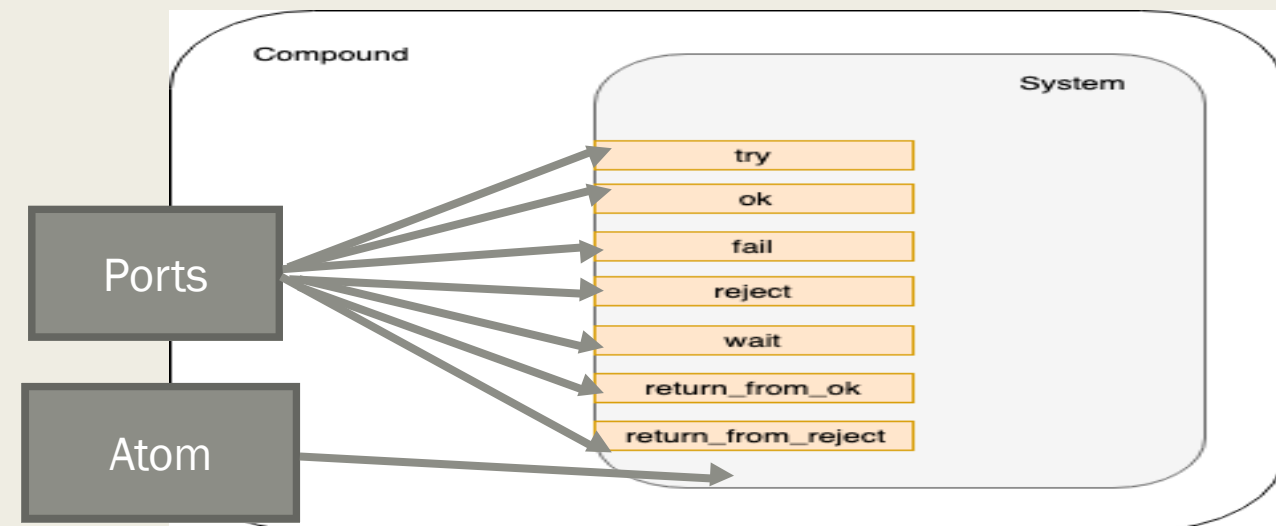 Compound
System
try
ok
fail
Ports
reject
wait
return_from_ok
return_from_reject
Atom